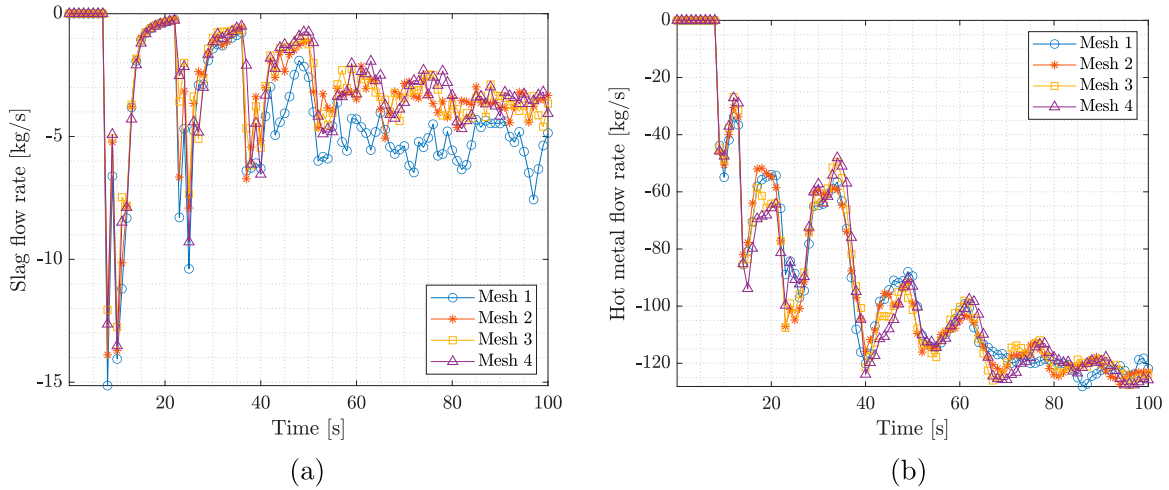 0
-5
-10
-15
20
40
60
80
100
Slag flow rate [kg/s]
Time [s]
Mesh 1
Mesh 2
Mesh 3
Mesh 4
(a)
0
-20
-40
-60
-80
-100
-120
20
40
60
80
100
Hot metal flow rate [kg/s]
Time [s]
Mesh 1
Mesh 2
Mesh 3
Mesh 4
(b)